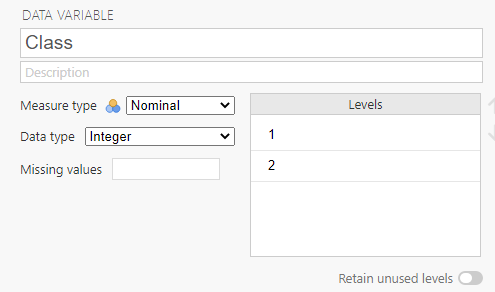 DATA VARIABLE
Class
Description
Measure type Nominal
Data type Integer
Missing values
Levels
1
2
Retain unused levels